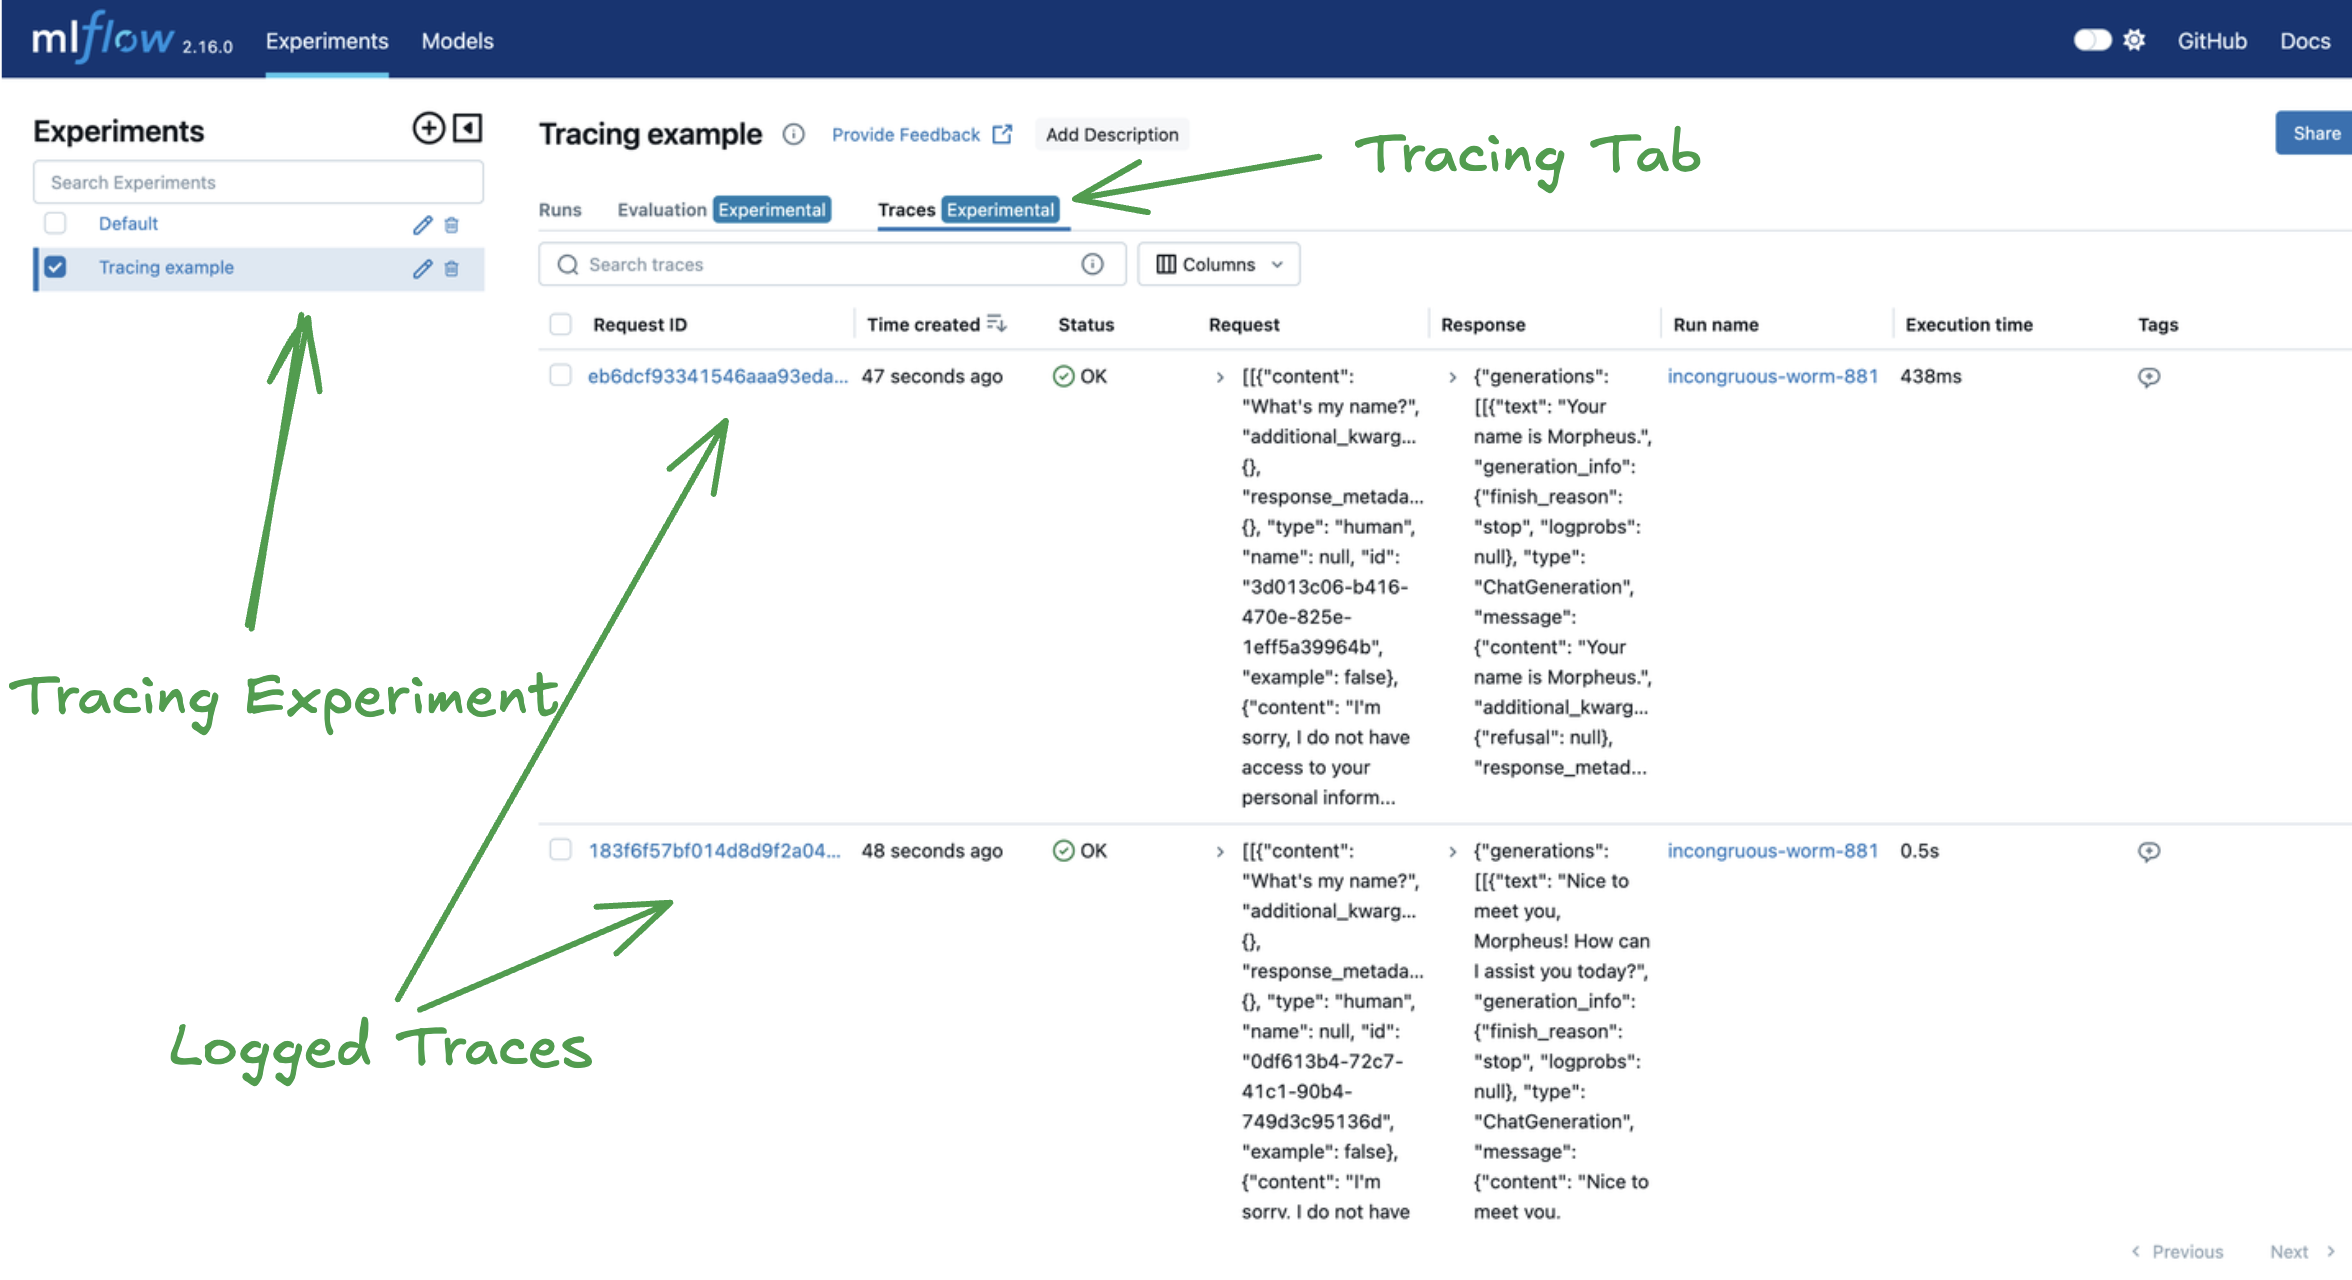 mlflow 2.16.0 Experiments Models GitHub Docs
Experiments
Search Experiments
Default
Tracing example
Tracing example Provide Feedback Add Description
Share
Tracing Tab
Runs Evaluation Experimental Traces Experimental
Search traces Columns
Request ID Time created Status Request Response Run name Execution time Tags
eb6dcf93341546aaa93eda... 47 seconds ago OK
[[{"content":
"What's my name?",
"additional_kwarg...
{},
"response_metada...
{}, "type": "human",
"name": null, "id":
"3d013c06-b416-
470e-825e-
1eff5a39964b",
"example": false},
{"content": "I'm
sorry, I do not have
access to your
personal inform...
{"generations":
[[{"text": "Your
name is Morpheus.",
"generation_info":
{"finish_reason":
"stop", "logprobs":
null}, "type":
"ChatGeneration",
"message":
{"content": "Your
name is Morpheus.",
"additional_kwarg...
{"refusal": null},
"response_metad...
incongruous-worm-881 438ms
Tracing Experiment
183f6f57bf014d8d9f2a04... 48 seconds ago OK
[[{"content":
"What's my name?",
"additional_kwarg...
{},
"response_metada...
{}, "type": "human",
"name": null, "id":
"0df613b4-72c7-
41c1-90b4-
749d3c95136d",
"example": false},
{"content": "I'm
sorry, I do not have
{"generations":
[[{"text": "Nice to
meet you,
Morpheus! How can
I assist you today?",
"generation_info":
{"finish_reason":
"stop", "logprobs":
null}, "type":
"ChatGeneration",
"message":
{"content": "Nice to
meet you,
incongruous-worm-881 0.5s
Logged Traces
Previous Next